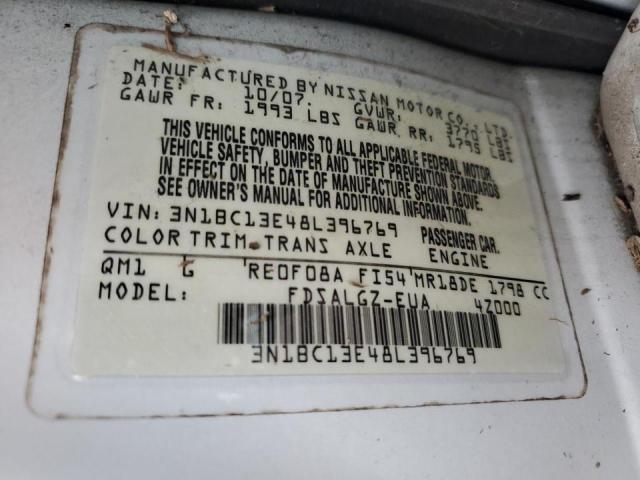 MANUFACTURED BY NISSAN MOTOR CO., LTD.
DATE: 10/07. GVWR: 3770 LBS
GAWR FR: 1993 LBS GAWR RR: 1795 LBS
THIS VEHICLE CONFORMS TO ALL APPLICABLE FEDERAL MOTOR
VEHICLE SAFETY, BUMPER AND THEFT PREVENTION STANDARDS
IN EFFECT ON THE DATE OF MANUFACTURE SHOWN ABOVE.
SEE OWNER'S MANUAL FOR ADDITIONAL INFORMATION.
VIN: 3N1BC13E48L396769 PASSENGER CAR.
COLOR TRIM. TRANS AXLE ENGINE
QM1 G RE0F08A FI54 MR18DE 1798 CC
MODEL: FDSALGZ-EUA 4Z000
3N1BC13E48L396769